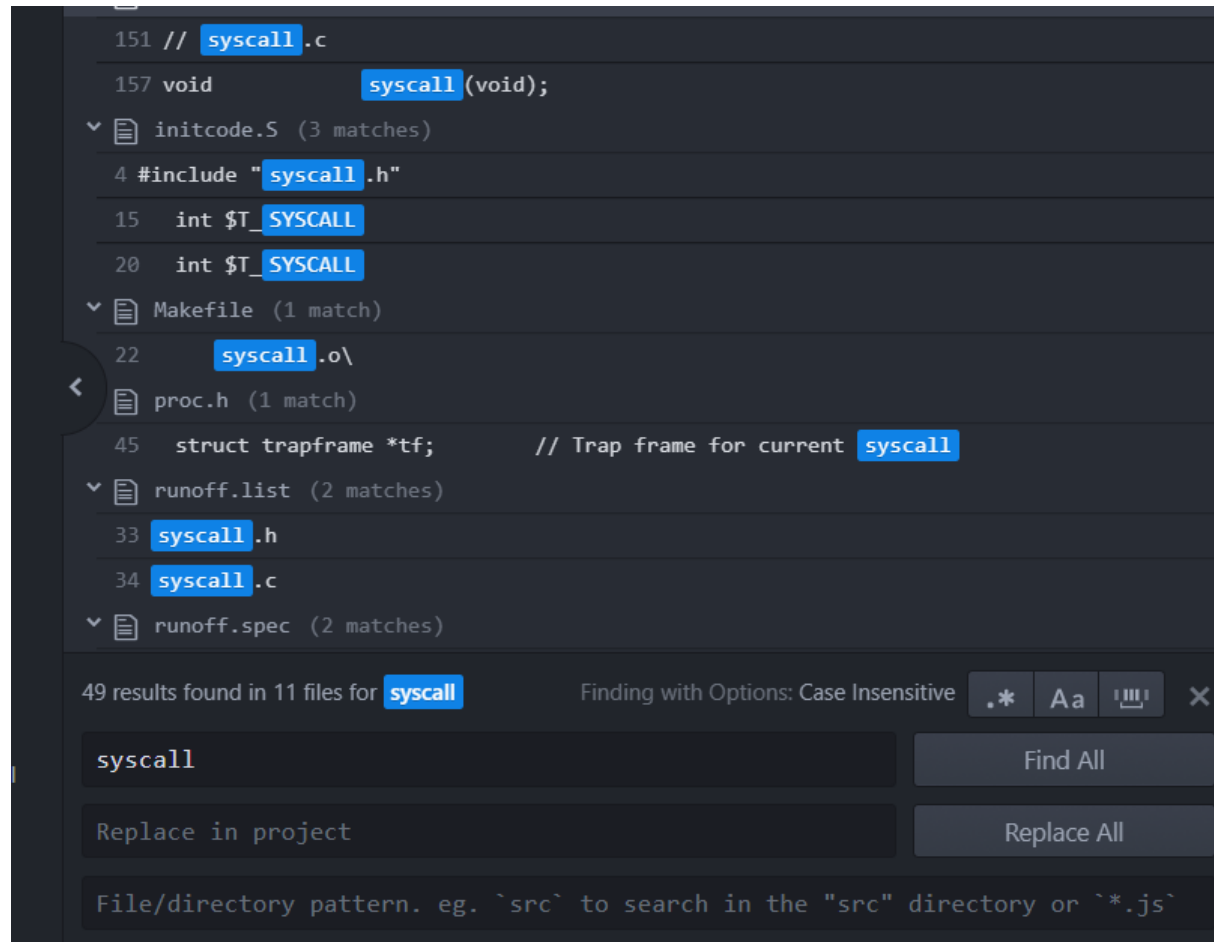 151 // syscall.c
157 void syscall(void);
initcode.S (3 matches)
4 #include "syscall.h"
15 int $T_SYSCALL
20 int $T_SYSCALL
Makefile (1 match)
22 syscall.o\
proc.h (1 match)
45 struct trapframe *tf; // Trap frame for current syscall
runoff.list (2 matches)
33 syscall.h
34 syscall.c
runoff.spec (2 matches)
49 results found in 11 files for syscall Finding with Options: Case Insensitive .* Aa
syscall Find All
Replace in project Replace All
File/directory pattern. eg. `src` to search in the "src" directory or `*.js`